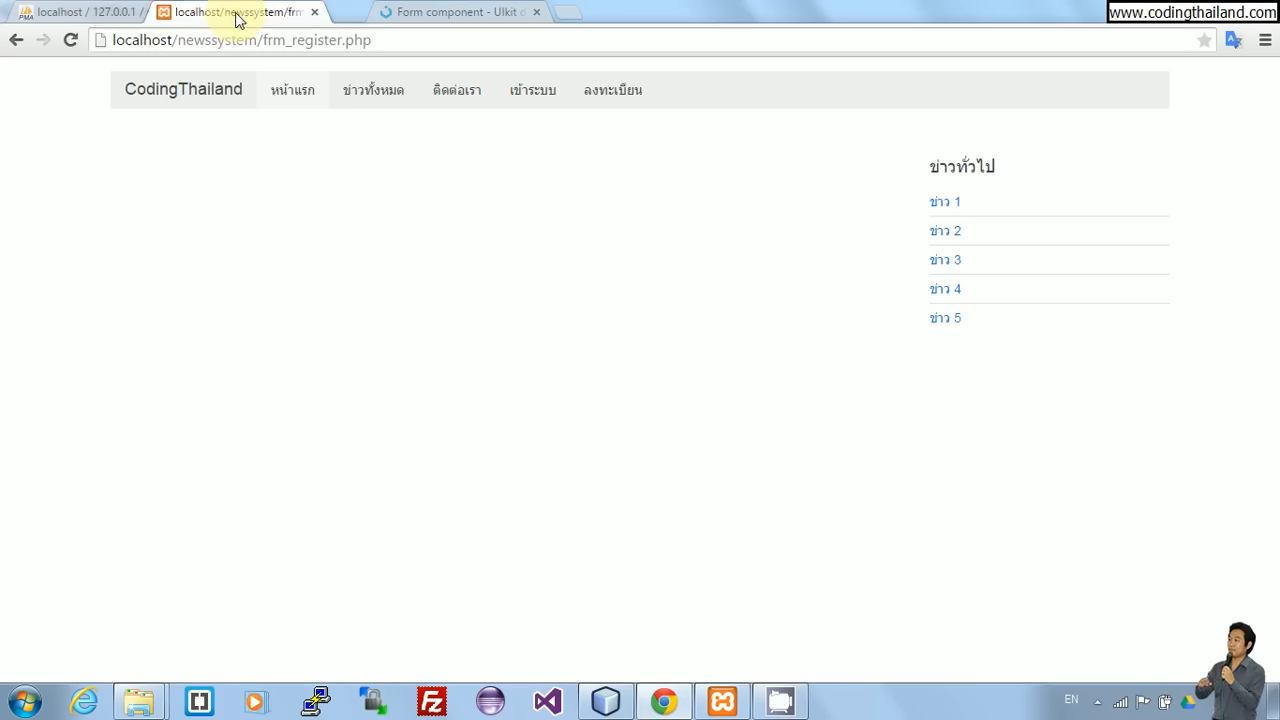 localhost / 127.0.0.1 /
localhost/newssystem/frm
Form component - UIkit d
www.codingthailand.com
localhost/newssystem/frm_register.php
CodingThailand
หน้าแรก
ข่าวทั้งหมด
ติดต่อเรา
เข้าระบบ
ลงทะเบียน
ข่าวทั่วไป
ข่าว 1
ข่าว 2
ข่าว 3
ข่าว 4
ข่าว 5
EN